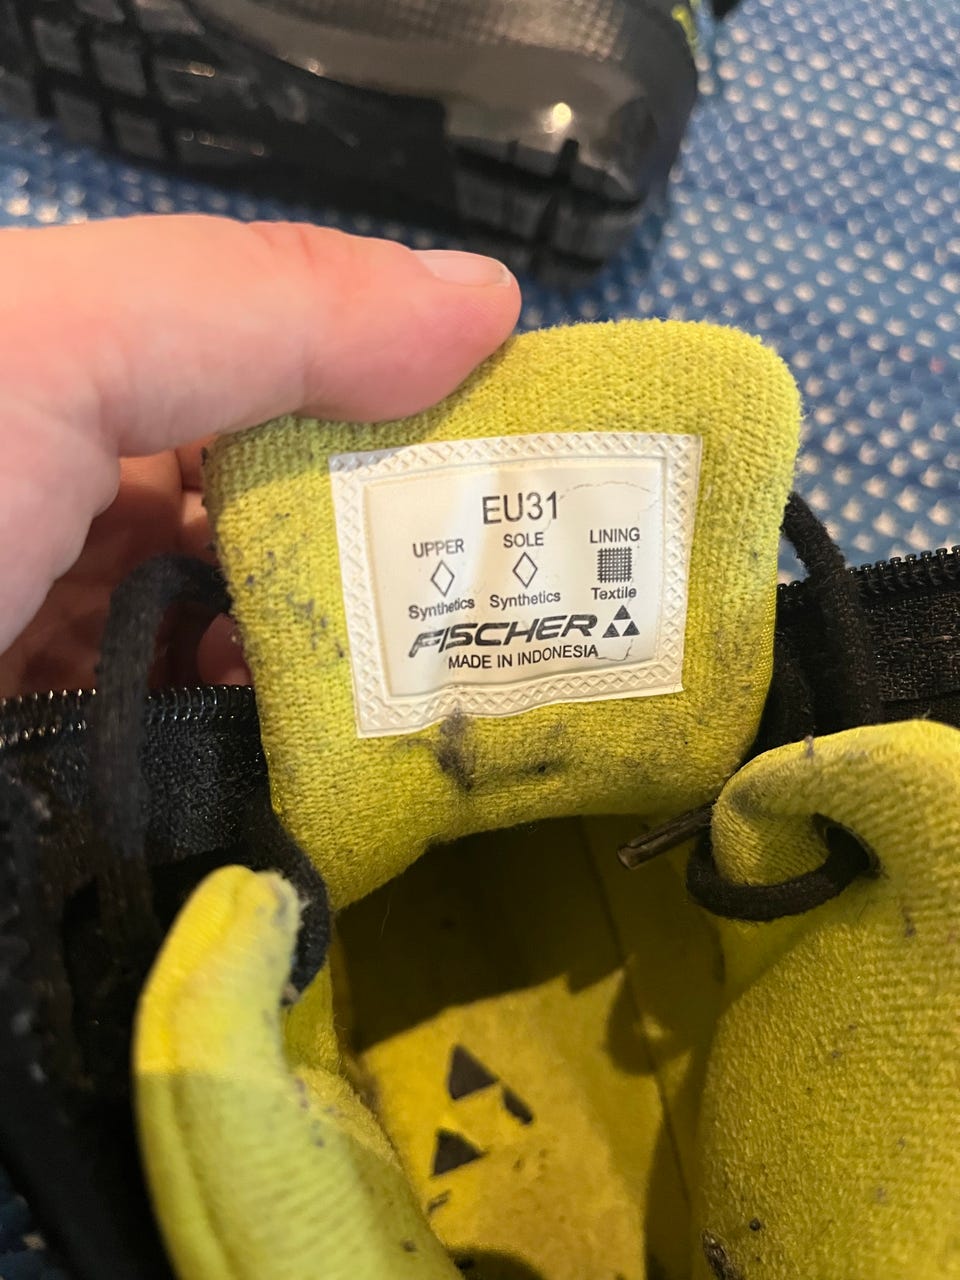 EU31
UPPER SOLE LINING
Synthetics Synthetics Textile
FISCHER
MADE IN INDONESIA